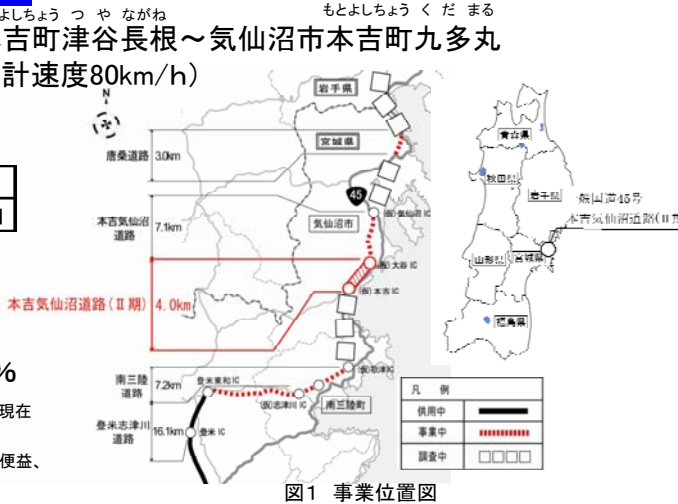 よしちょう つ や ながね
もとよしちょう く だ まる
吉町津谷長根～気仙沼市本吉町九多丸
計速度80km/h）
N
岩手県
宮城県
唐桑道路 3.0km
45
本吉気仙沼
道路
7.1km
気仙沼市
(仮)気仙沼 IC
(仮)大谷 IC
本吉気仙沼道路(Ⅱ期) 4.0km
(仮)本吉 IC
%
現在
便益、
南三陸
道路
7.2km
登米東和IC
(仮)歌津IC
(仮)志津川 IC
南三陸町
登米志津川
道路
16.1km
登米 IC
凡 例
供用中
事業中
調査中
青森県
秋田県
岩手県
一般国道45号
本吉気仙沼道路(Ⅱ期
山形県
宮城県
福島県
図1 事業位置図